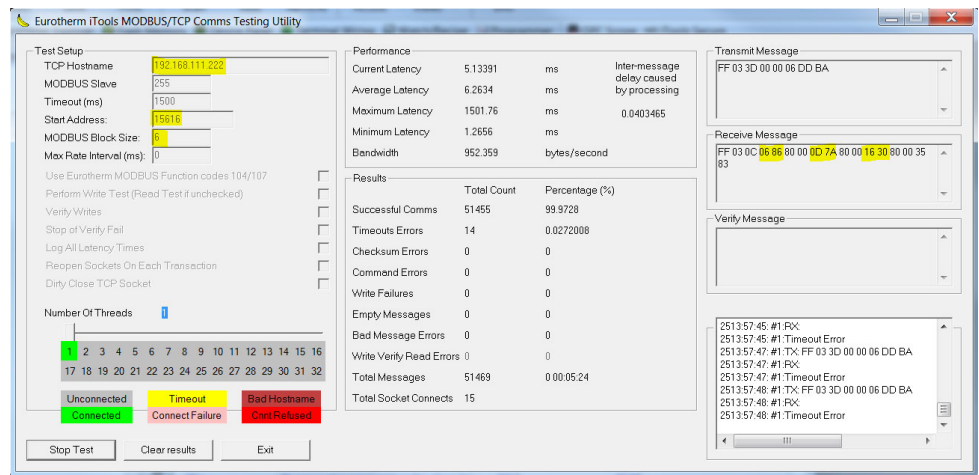 Eurotherm iTools MODBUS/TCP Comms Testing Utility
Test Setup
TCP Hostname 192.168.111.222
MODBUS Slave 255
Timeout (ms) 1500
Start Address: 15616
MODBUS Block Size: 6
Max Rate Interval (ms): 0
Use Eurotherm MODBUS Function codes 104/107
Perform Write Test (Read Test if unchecked)
Verify Writes
Stop of Verify Fail
Log All Latency Times
Reopen Sockets On Each Transaction
Dirty Close TCP Socket
Number Of Threads 1
1 2 3 4 5 6 7 8 9 10 11 12 13 14 15 16
17 18 19 20 21 22 23 24 25 26 27 28 29 30 31 32
Unconnected Timeout Bad Hostname
Connected Connect Failure Cnnt Refused
Stop Test Clear results Exit
Performance
Current Latency 5.13391 ms
Average Latency 6.2634 ms
Maximum Latency 1501.76 ms
Minimum Latency 1.2656 ms
Bandwidth 952.359 bytes/second
Inter-message
delay caused
by processing
0.0403465
Results
Total Count Percentage (%)
Successful Comms 51455 99.9728
Timeouts Errors 14 0.0272008
Checksum Errors 0 0
Command Errors 0 0
Write Failures 0 0
Empty Messages 0 0
Bad Message Errors 0 0
Write Verify Read Errors 0 0
Total Messages 51469 0 00:05:24
Total Socket Connects 15
Transmit Message
FF 03 3D 00 00 06 DD BA
Receive Message
FF 03 0C 06 86 80 00 0D 7A 80 00 16 30 80 00 35
83
Verify Message
2513:57:45: #1:RX:
2513:57:45: #1:Timeout Error
2513:57:47: #1:TX: FF 03 3D 00 00 06 DD BA
2513:57:47: #1:RX:
2513:57:47: #1:Timeout Error
2513:57:48: #1:TX: FF 03 3D 00 00 06 DD BA
2513:57:48: #1:RX:
2513:57:48: #1:Timeout Error